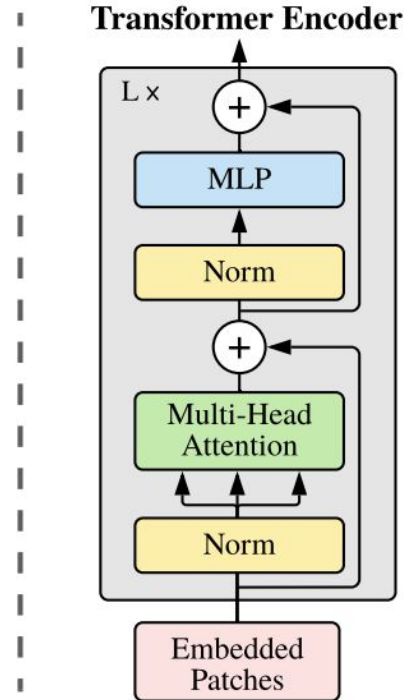 Transformer Encoder
L ×
+
MLP
Norm
+
Multi-Head
Attention
Norm
Embedded
Patches